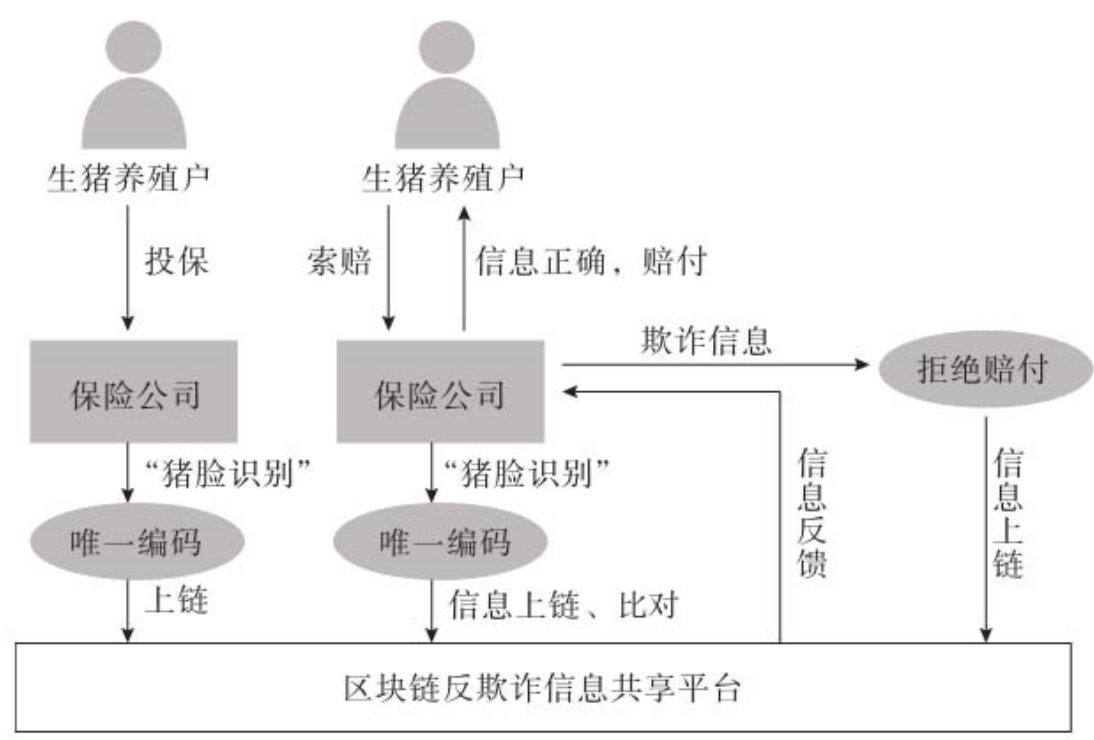 生猪养殖户
生猪养殖户
投保
索赔
信息正确，赔付
保险公司
保险公司
欺诈信息
拒绝赔付
“猪脸识别”
“猪脸识别”
信息反馈
信息上链
唯一编码
唯一编码
上链
信息上链、比对
区块链反欺诈信息共享平台